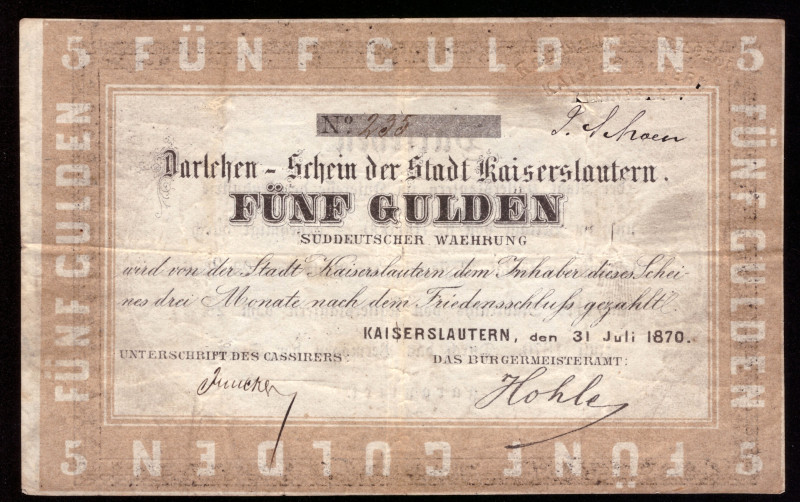 5 FÜNF GULDEN 5
FÜNF GULDEN
FÜNF GULDEN
Nº 235
Darlehen - Schein der Stadt Kaiserslautern.
FÜNF GULDEN
SÜDDEUTSCHER WAEHRUNG
wird von der Stadt Kaiserslautern dem Inhaber dieses Schei-
nes drei Monate nach dem Friedensschluß gezahlt.
KAISERSLAUTERN, den 31 Juli 1870.
UNTERSCHRIFT DES CASSIRERS:
DAS BÜRGERMEISTERAMT:
Hohle
5 FÜNF GULDEN 5